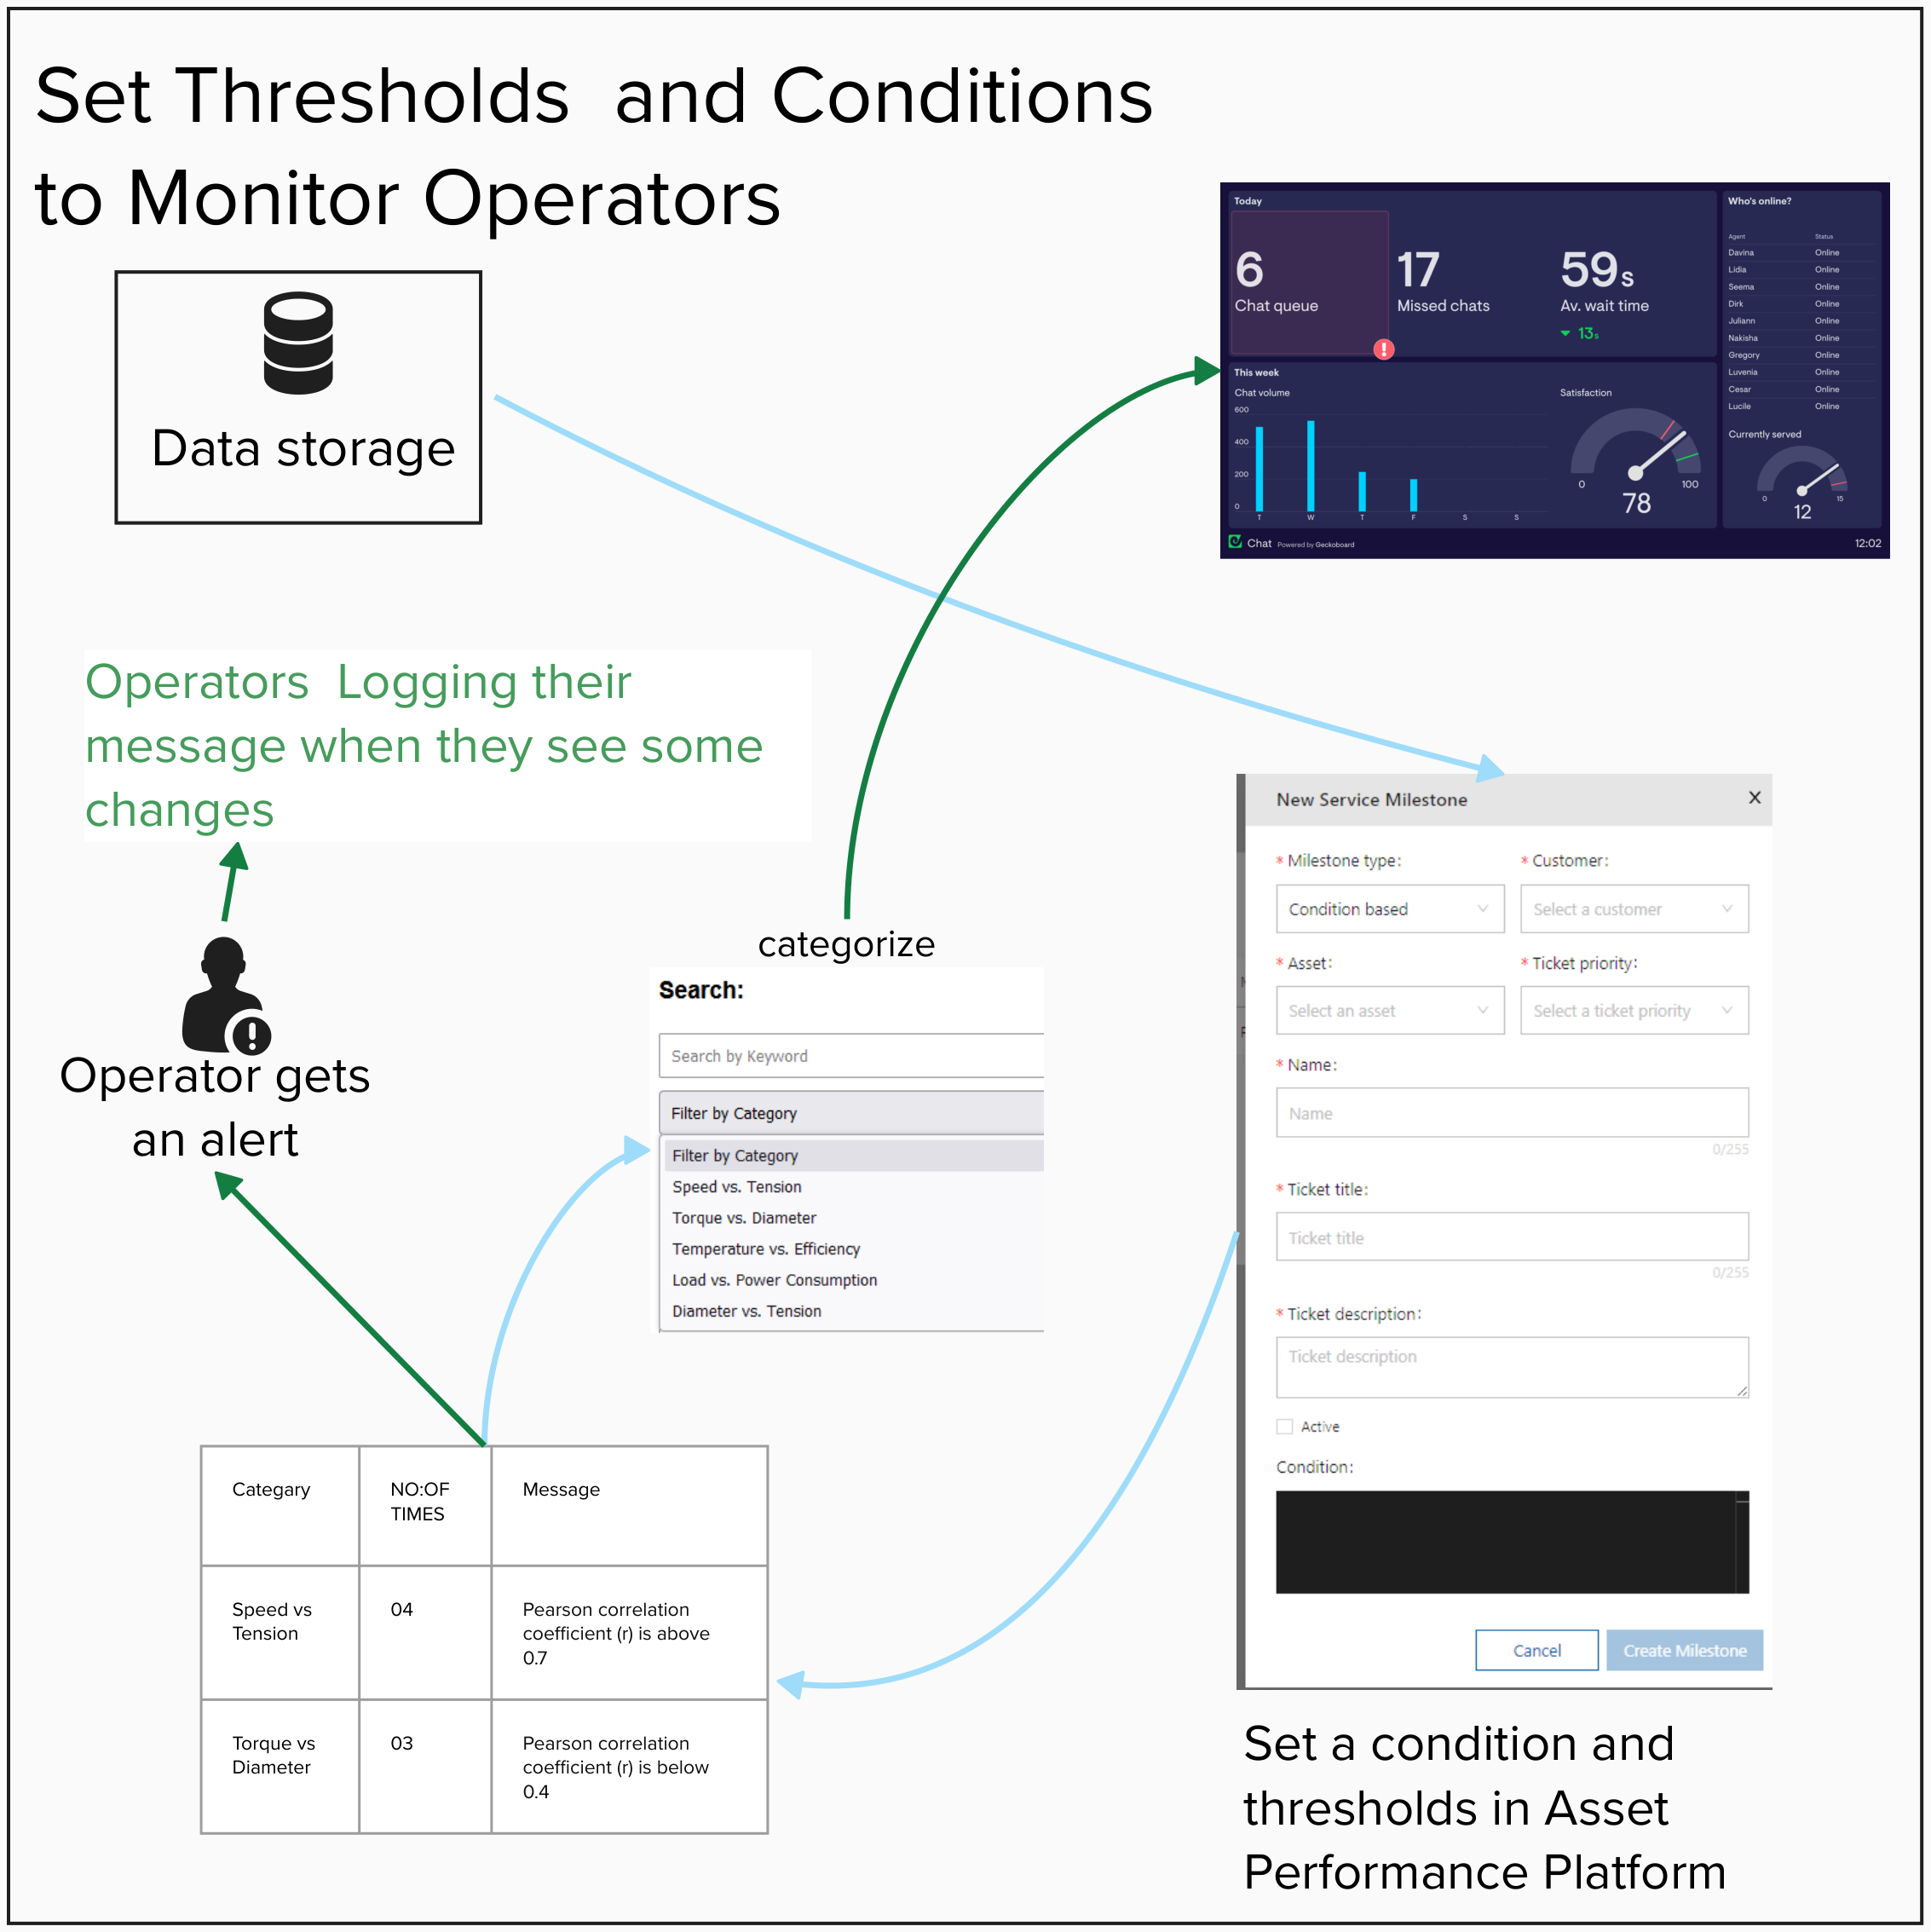 Set Thresholds and Conditions
to Monitor Operators
Data storage
Today
6
Chat queue
17
Missed chats
59s
Av. wait time
13s
Who's online?
Agent Status
Davina Online
Lidia Online
Seema Online
Dirk Online
Juliann Online
Nakisha Online
Gregory Online
Luvenia Online
Cesar Online
Lucile Online
This week
Chat volume
600
400
200
0
T W T F S S
Satisfaction
0 100
78
Currently served
0 15
12
Chat Powered by Geckoboard
12:02
Operators Logging their
message when they see some
changes
Operator gets
an alert
categorize
Search:
Search by Keyword
Filter by Category
Filter by Category
Speed vs. Tension
Torque vs. Diameter
Temperature vs. Efficiency
Load vs. Power Consumption
Diameter vs. Tension
New Service Milestone X
* Milestone type: * Customer:
Condition based Select a customer
* Asset: * Ticket priority:
Select an asset Select a ticket priority
* Name:
Name
0/255
* Ticket title:
Ticket title
0/255
* Ticket description:
Ticket description
Active
Condition:
Cancel Create Milestone
Categary
NO:OF
TIMES
Message
Speed vs
Tension
04
Pearson correlation
coefficient (r) is above
0.7
Torque vs
Diameter
03
Pearson correlation
coefficient (r) is below
0.4
Set a condition and
thresholds in Asset
Performance Platform